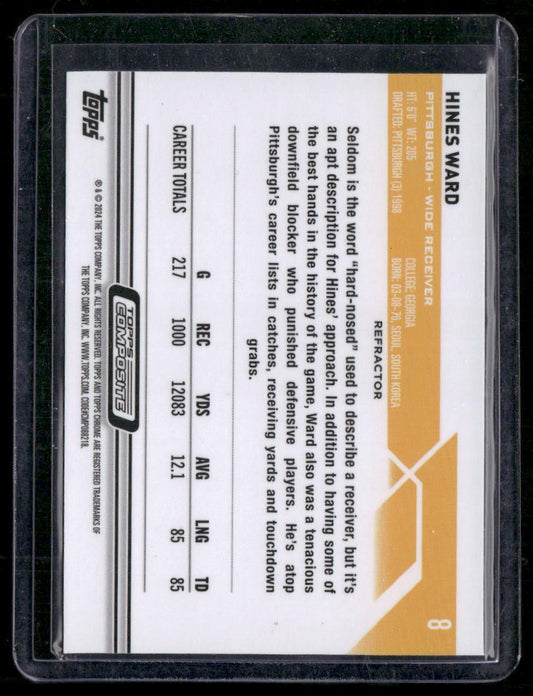 HINES WARD
PITTSBURGH - WIDE RECEIVER
8
HT: 6'0" WT: 205
COLLEGE: GEORGIA
DRAFTED: PITTSBURGH (3) 1998
BORN: 03-08-76, SEOUL, SOUTH KOREA
REFRACTOR
Seldom is the word "hard-nosed" used to describe a receiver, but it's
an apt description for Hines' approach. In addition to having some of
the best hands in the history of the game, Ward also was a tenacious
downfield blocker who punished defensive players. He's atop
Pittsburgh's career lists in catches, receiving yards and touchdown
grabs.
G REC YDS AVG LNG TD
CAREER TOTALS 217 1000 12083 12.1 85 85
TOPPS
COMPOSITE
topps
® & © 2024 THE TOPPS COMPANY, INC. ALL RIGHTS RESERVED. TOPPS AND TOPPS CHROME ARE REGISTERED TRADEMARKS OF
THE TOPPS COMPANY, INC. WWW.TOPPS.COM. CODE#CMP088218.